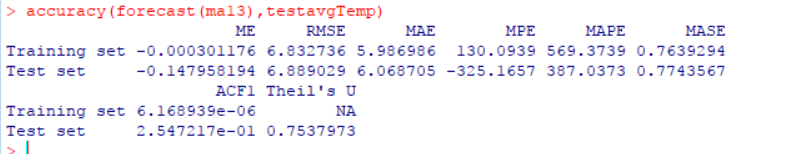 > accuracy(forecast(ma13),testavgTemp)
ME RMSE MAE MPE MAPE MASE
Training set -0.000301176 6.832736 5.986986 130.0939 569.3739 0.7639294
Test set -0.147958194 6.889029 6.068705 -325.1657 387.0373 0.7743567
ACF1 Theil's U
Training set 6.168939e-06 NA
Test set 2.547217e-01 0.7537973
>